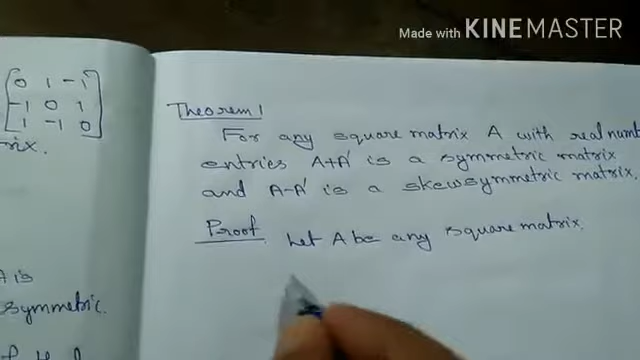 Made with KINEMASTER
0 1 -1
-1 0 1
1 -1 0
Theorem 1
For any square matrix A with real numb
entries A+A' is a symmetric matrix
and A-A' is a skewsymmetric matrix.
Proof Let A be any square matrix.
A is
symmetric.